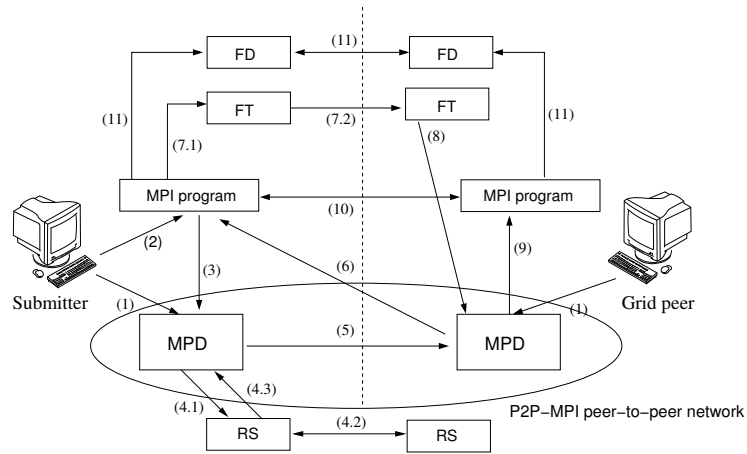 FD
(11)
FD
FT
(7.2)
FT
(11)
(7.1)
(8)
(11)
MPI program
(10)
MPI program
(2)
(3)
(6)
(9)
Submitter
Grid peer
(1)
(1)
MPD
(5)
MPD
(4.1)
(4.3)
P2P−MPI peer−to−peer network
RS
(4.2)
RS